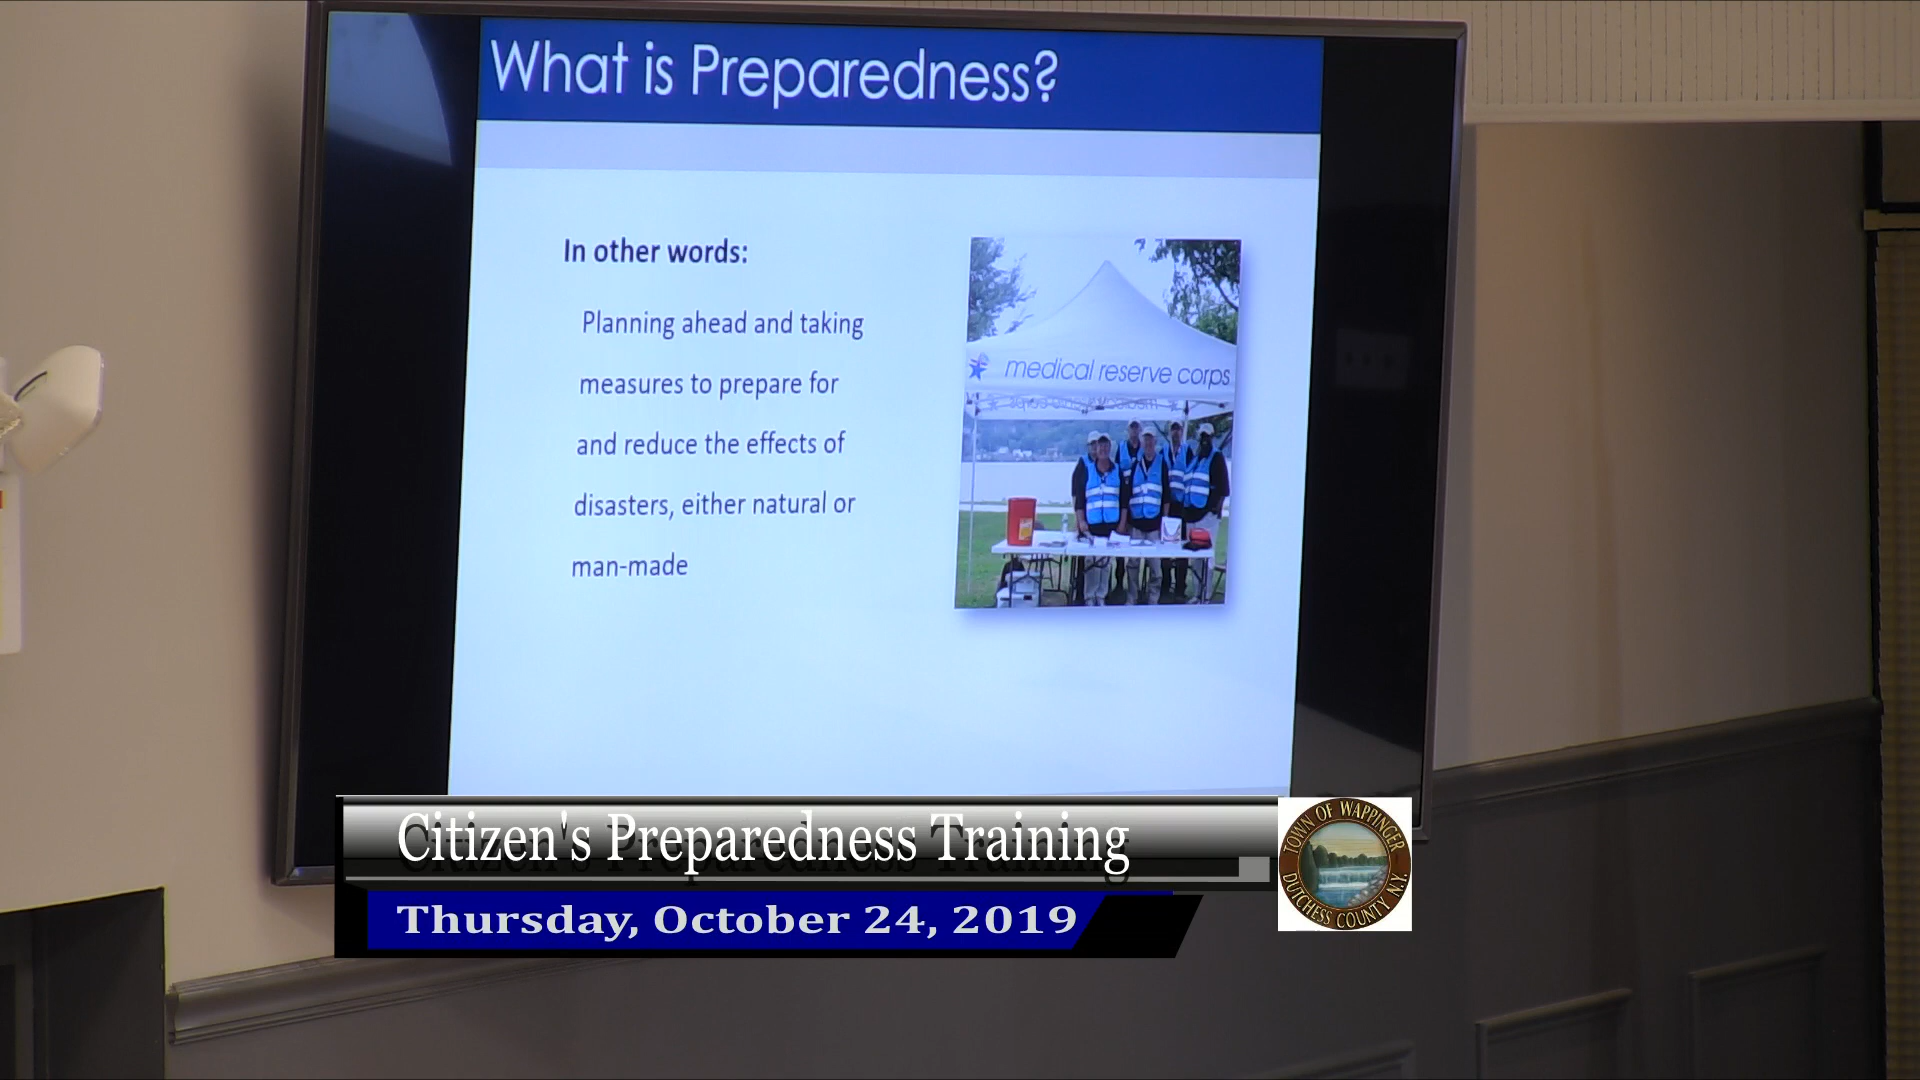 What is Preparedness?
In other words:
Planning ahead and taking
measures to prepare for
and reduce the effects of
disasters, either natural or
man-made
medical reserve corps
Citizen's Preparedness Training
Thursday, October 24, 2019
TOWN OF WAPPINGER
DUTCHESS COUNTY N.Y.